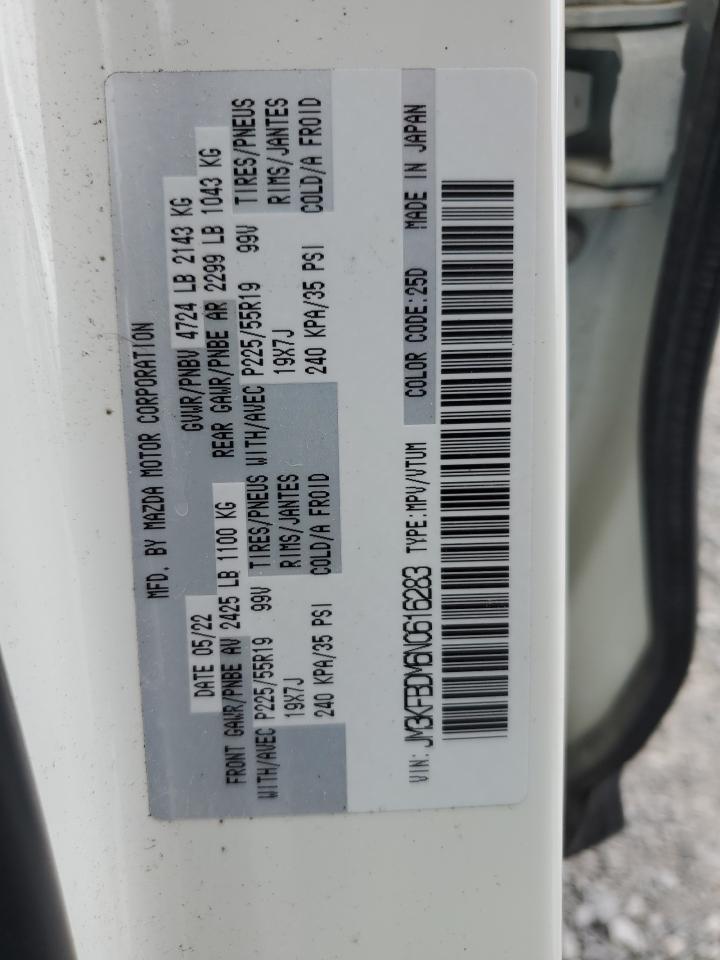 MFD. BY MAZDA MOTOR CORPORATION
DATE 05/22 GVWR/PNBV 4724 LB 2143 KG
FRONT GAWR/PNBE AV 2425 LB 1100 KG REAR GAWR/PNBE AR 2299 LB 1043 KG
WITH/AVEC P225/55R19 99V TIRES/PNEUS WITH/AVEC P225/55R19 99V TIRES/PNEUS
19X7J RIMS/JANTES 19X7J RIMS/JANTES
240 KPA/35 PSI COLD/A FROID 240 KPA/35 PSI COLD/A FROID
VIN: JM3KFBDM6N0616283 TYPE:MPV/VTUM COLOR CODE:25D MADE IN JAPAN